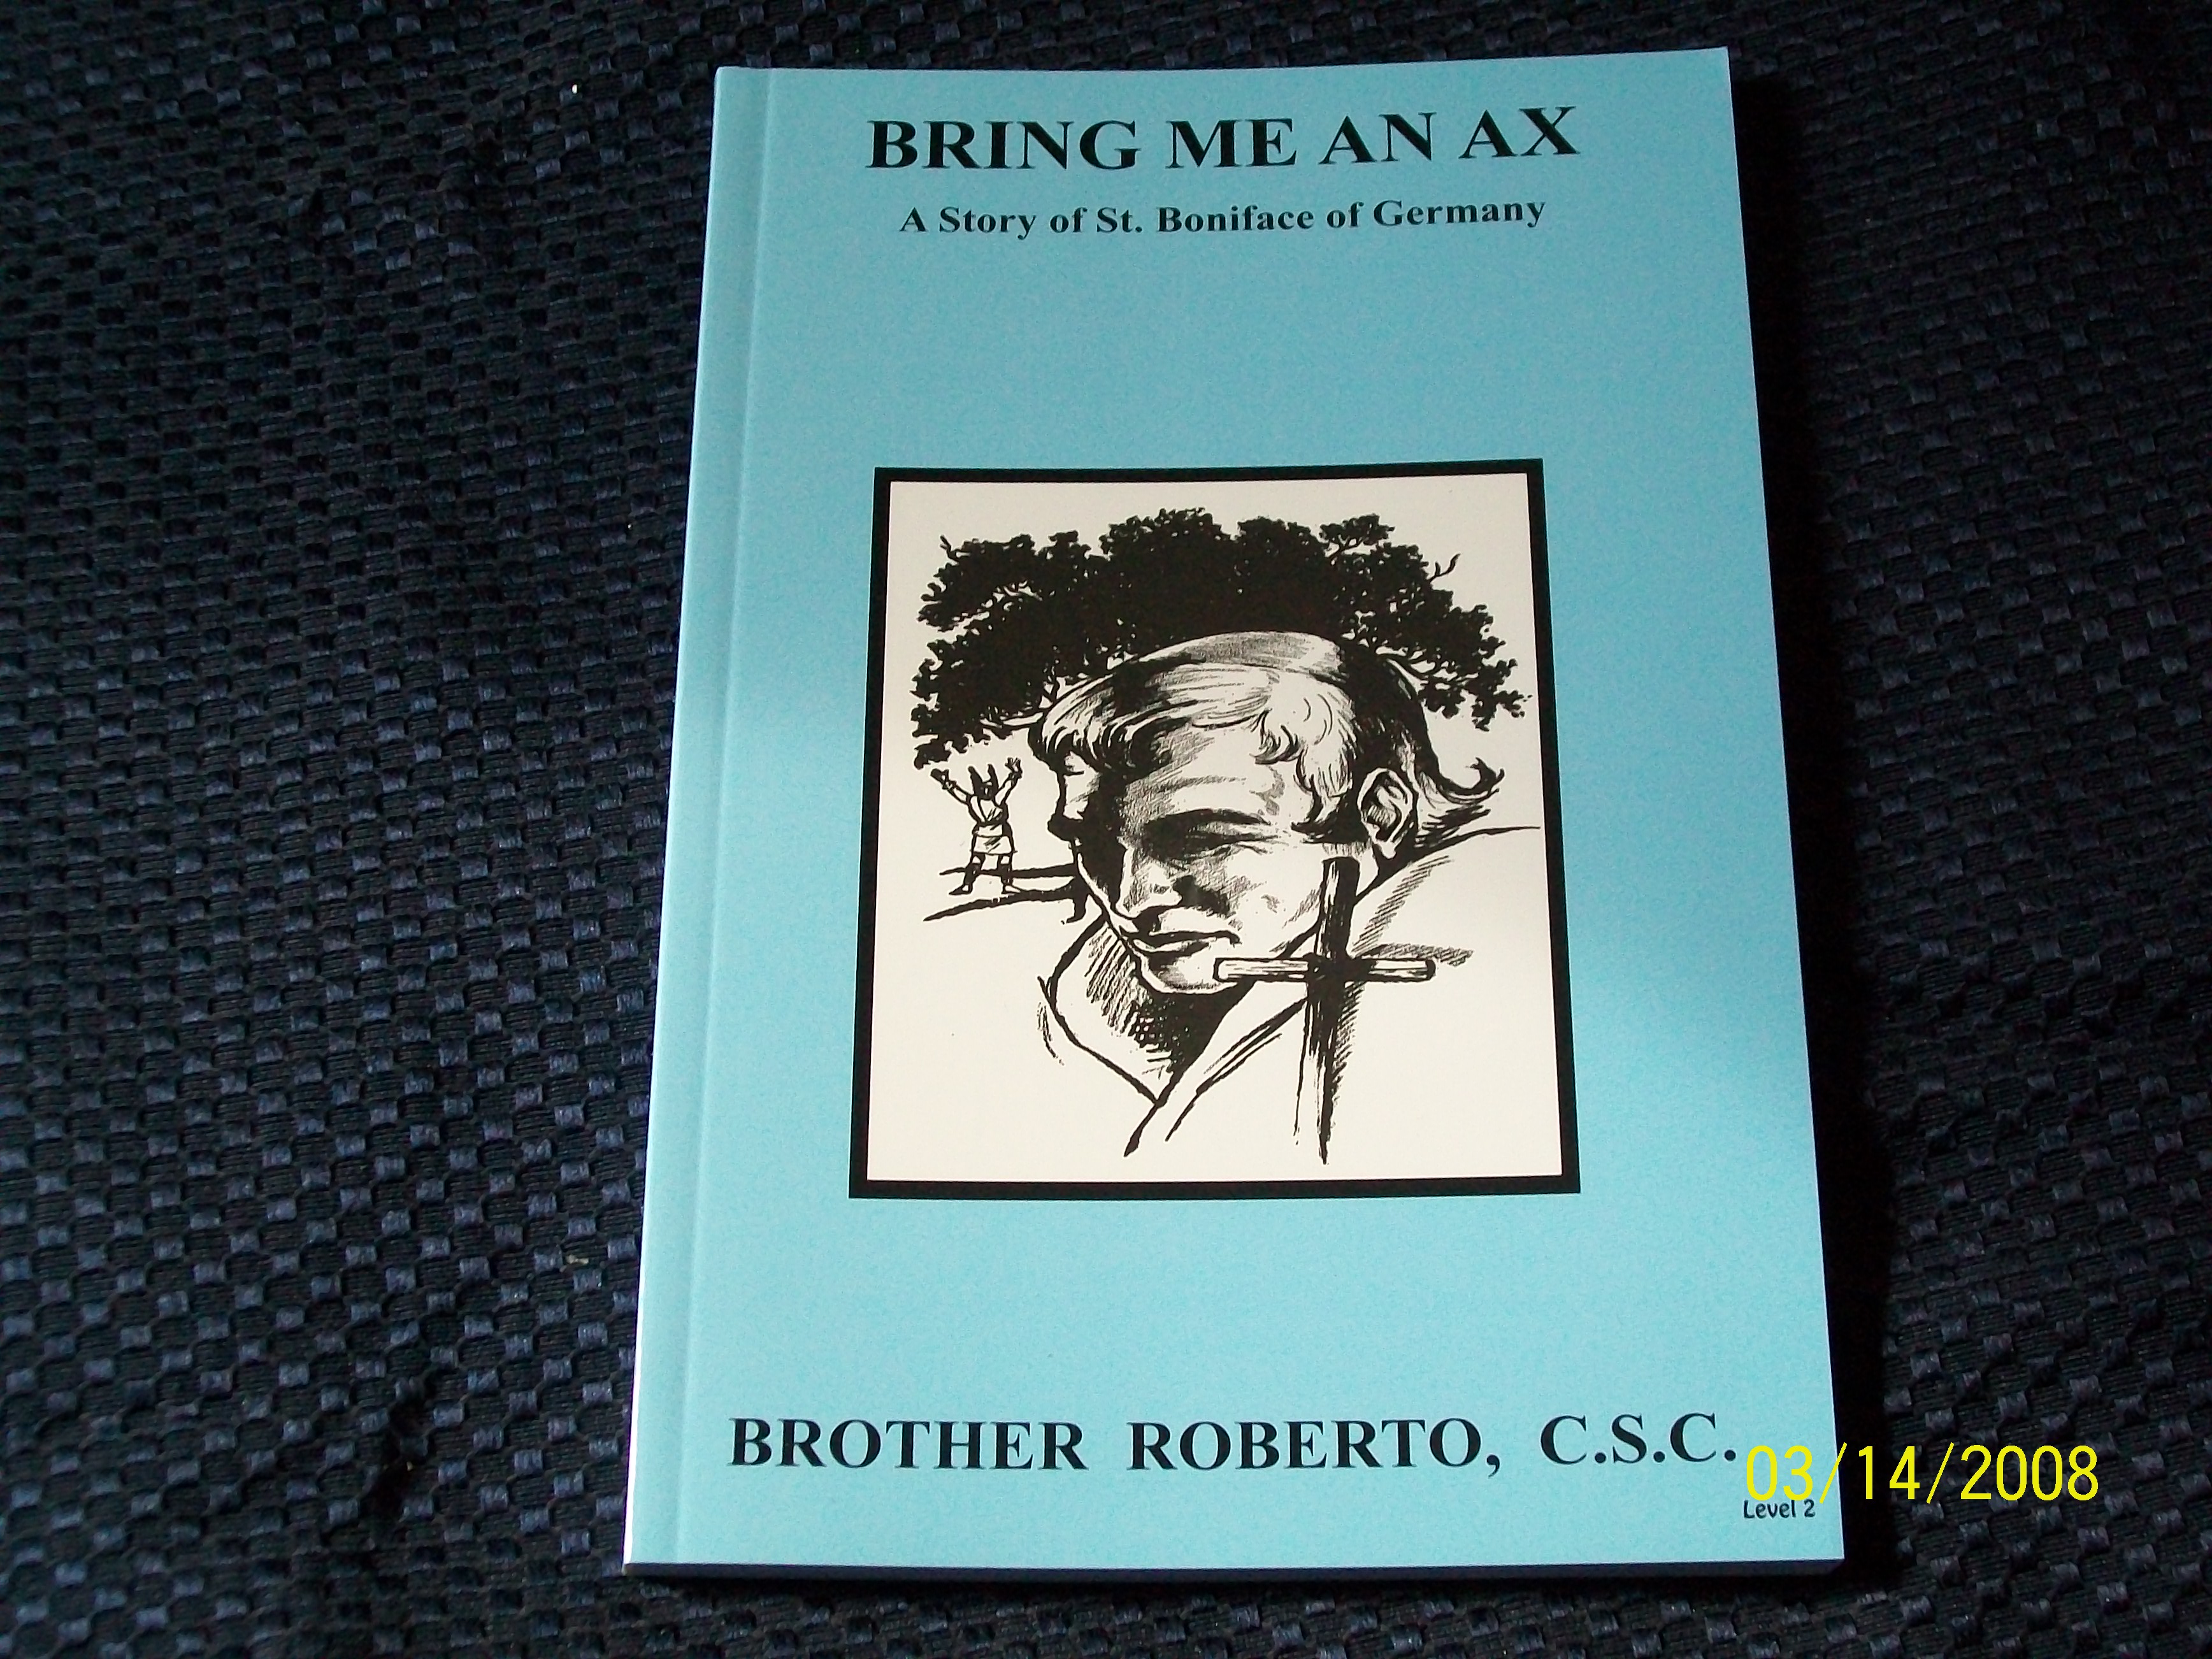 BRING ME AN AX
A Story of St. Boniface of Germany
BROTHER ROBERTO, C.S.C.
03/14/2008
Level 2